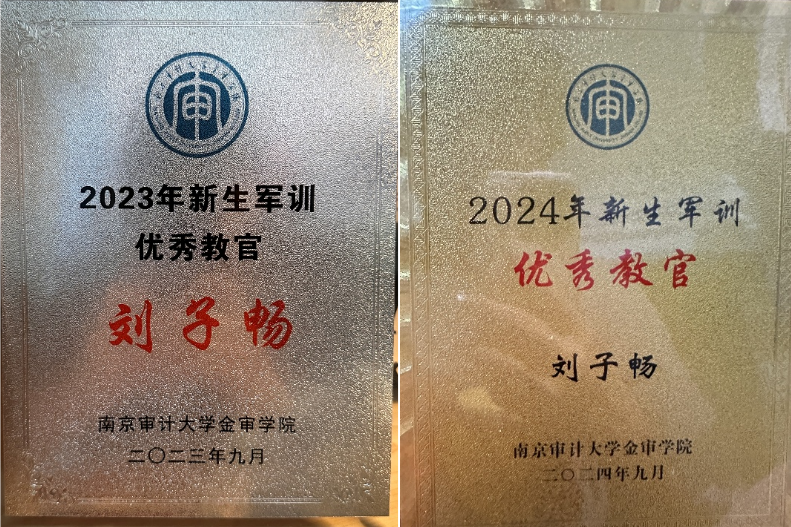 审
2023年新生军训
优秀教官
刘子畅
南京审计大学金审学院
二〇二三年九月
审
2024年新生军训
优秀教官
刘子畅
南京审计大学金审学院
二〇二四年九月